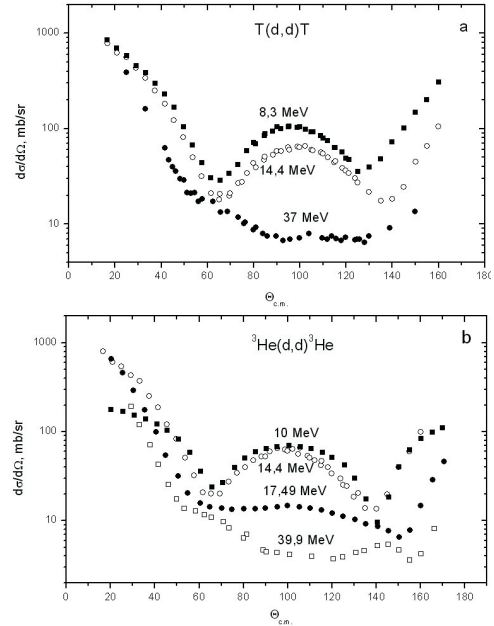 T(d,d)T
a
1000
100
10
dσ/dΩ, mb/sr
8,3 MeV
14,4 MeV
37 MeV
0 20 40 60 80 100 120 140 160 180
Θc.m.
³He(d,d)³He
b
1000
100
10
dσ/dΩ, mb/sr
10 MeV
14,4 MeV
17,49 MeV
39,9 MeV
0,0 20 40 60 80 100 120 140 160 180
Θc.m.